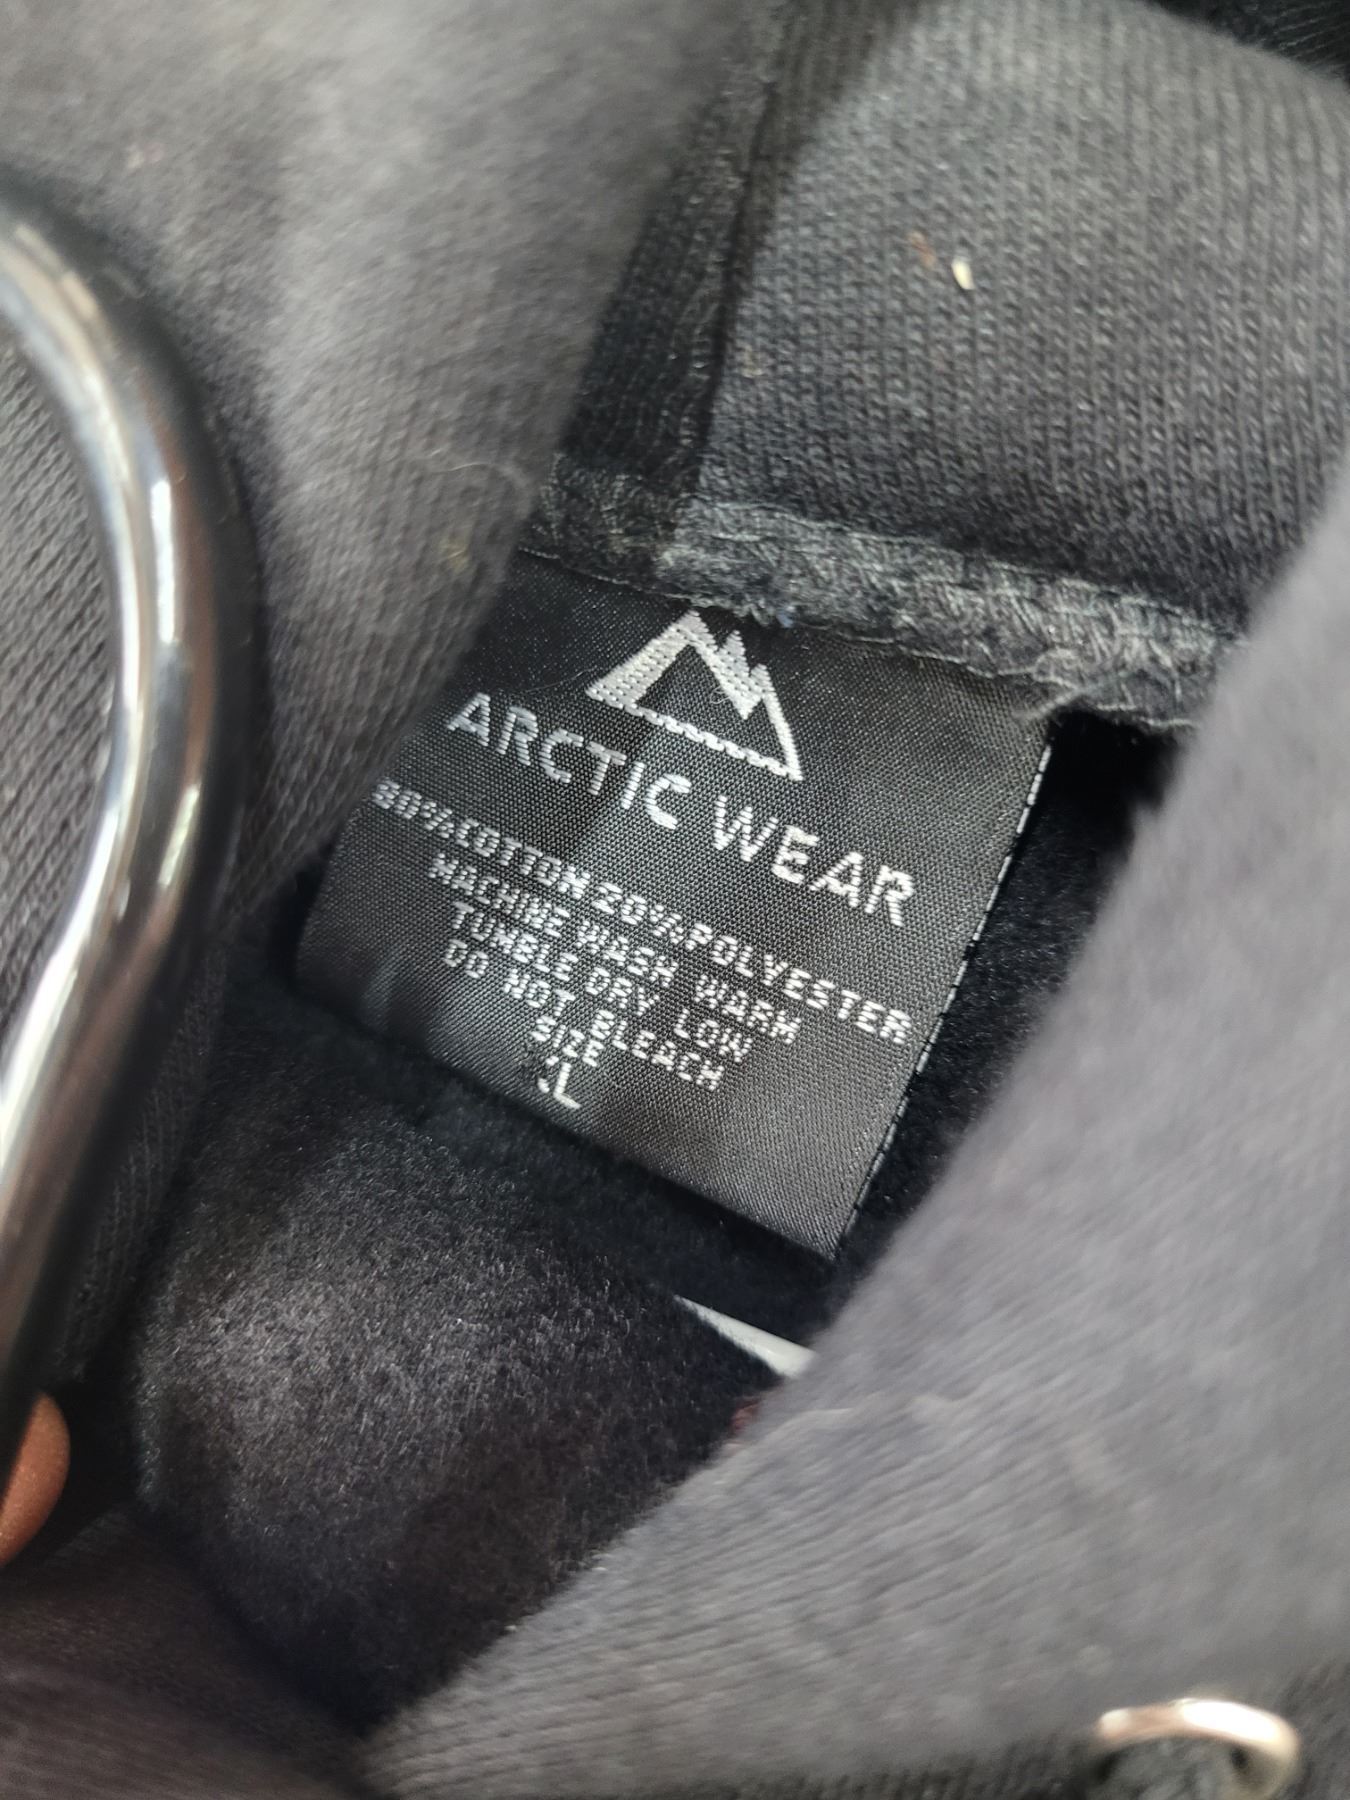 ARCTIC WEAR
80%COTTON 20%POLYESTER
MACHINE WASH WARM
TUMBLE DRY LOW
DO NOT BLEACH
SIZE